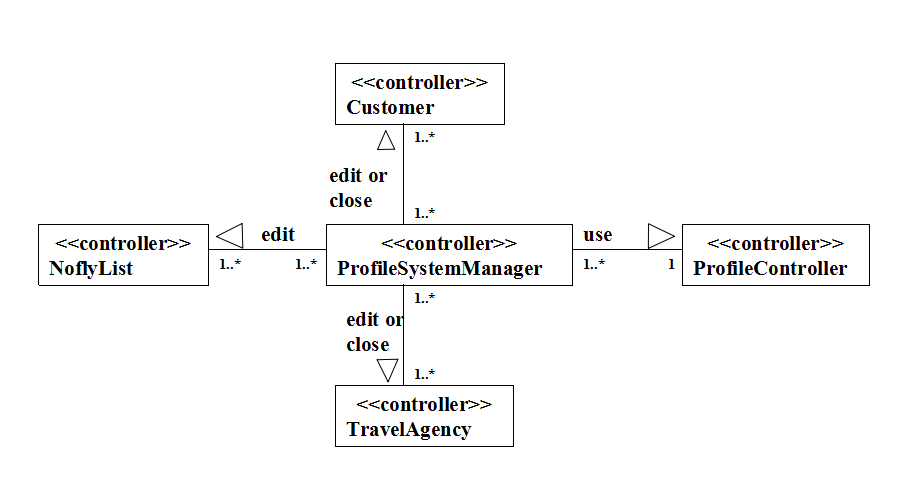 <<controller>>
Customer
1..*
edit or
close
1..*
<<controller>>
NoflyList
edit
1..*
1..*
<<controller>>
ProfileSystemManager
use
1..*
1
<<controller>>
ProfileController
1..*
edit or
close
1..*
<<controller>>
TravelAgency